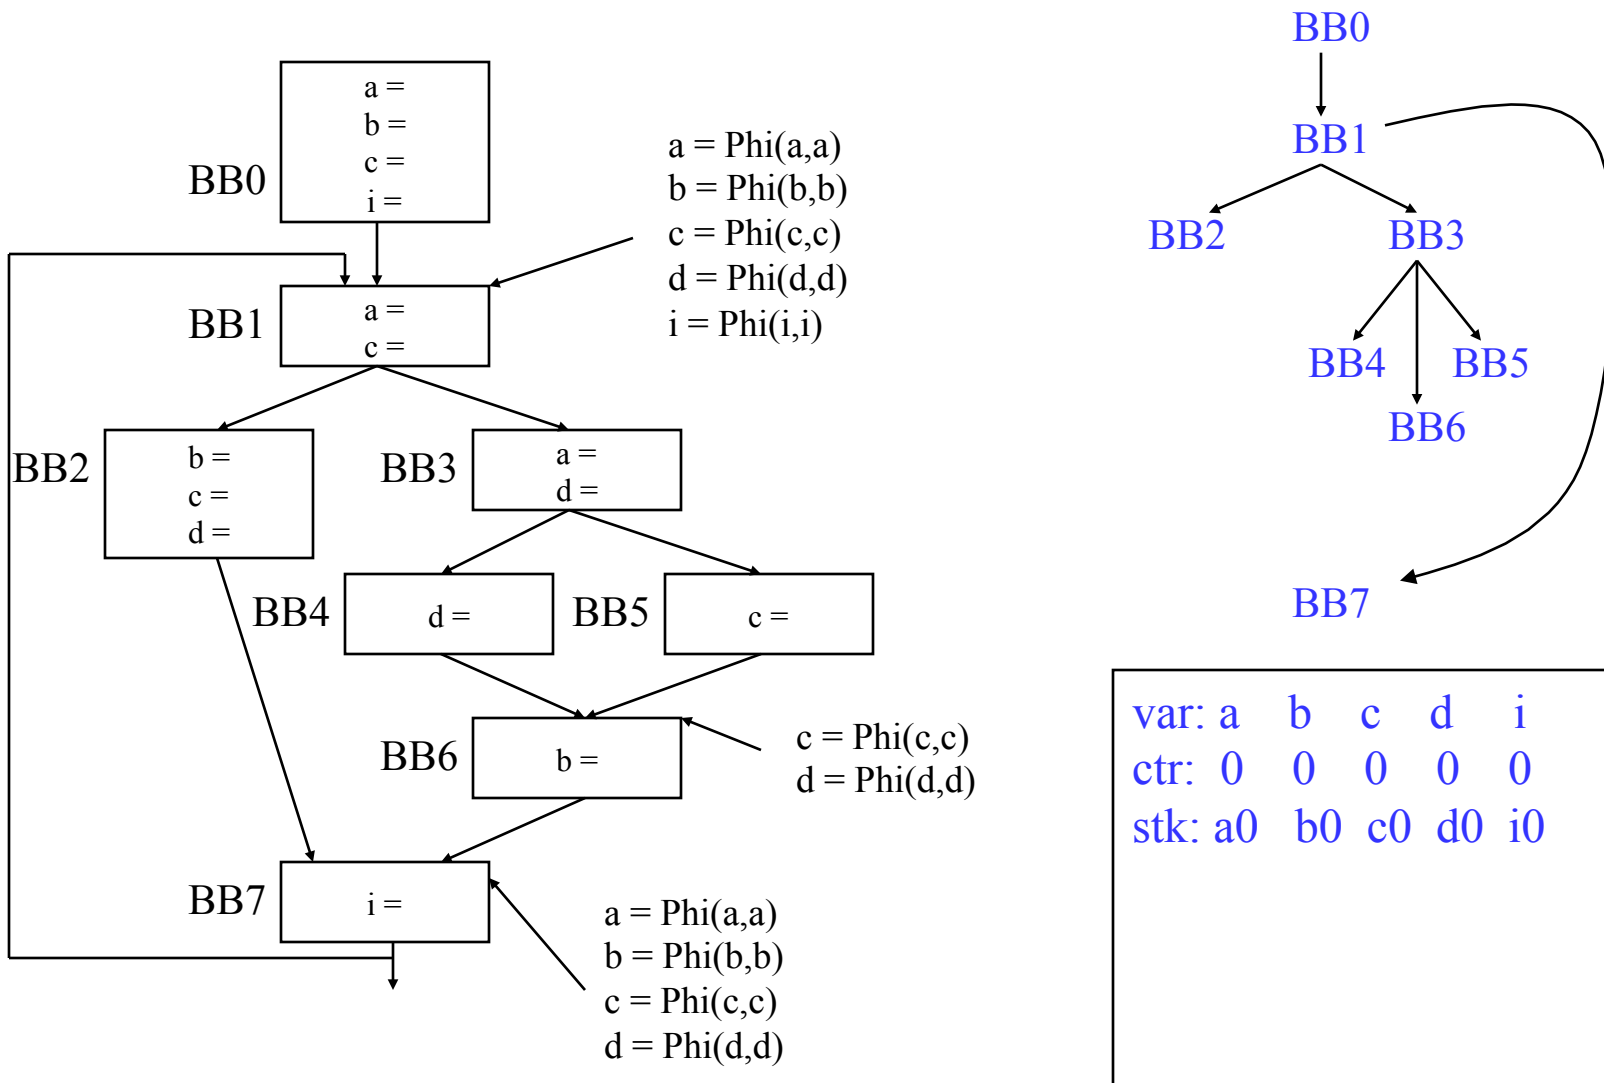 BB0
a =
b =
c =
i =
a = Phi(a,a)
b = Phi(b,b)
c = Phi(c,c)
d = Phi(d,d)
i = Phi(i,i)
BB1
a =
c =
BB2
b =
c =
d =
BB3
a =
d =
BB4
d =
BB5
c =
BB6
b =
c = Phi(c,c)
d = Phi(d,d)
BB7
i =
a = Phi(a,a)
b = Phi(b,b)
c = Phi(c,c)
d = Phi(d,d)
BB0
BB1
BB2
BB3
BB4
BB5
BB6
BB7
var: a b c d i
ctr: 0 0 0 0 0
stk: a0 b0 c0 d0 i0